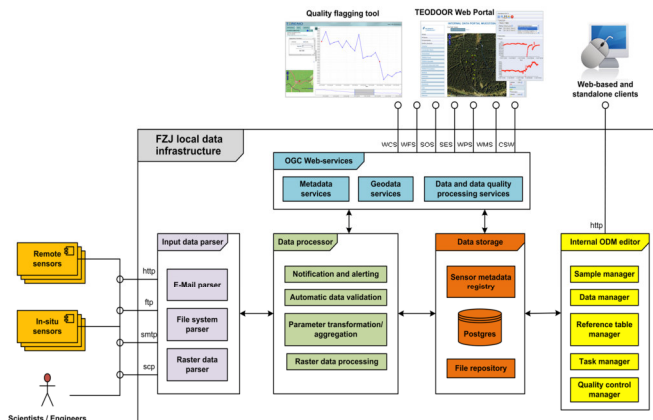 Quality flagging tool
TEODOOR Web Portal
Web-based and
standalone clients
FZJ local data
infrastructure
WCS
WFS
SOS
SES
WPS
WMS
CSW
http
OGC Web-services
Metadata
services
Geodata
services
Data and data quality
processing services
Remote
sensors
In-situ
sensors
Scientists / Engineers
http
ftp
smtp
scp
Input data parser
E-Mail parser
File system
parser
Raster data
parser
Data processor
Notification and alerting
Automatic data validation
Parameter transformation/
aggregation
Raster data processing
Data storage
Sensor metadata
registry
Postgres
File repository
Internal ODM editor
Sample manager
Data manager
Reference table
manager
Task manager
Quality control
manager